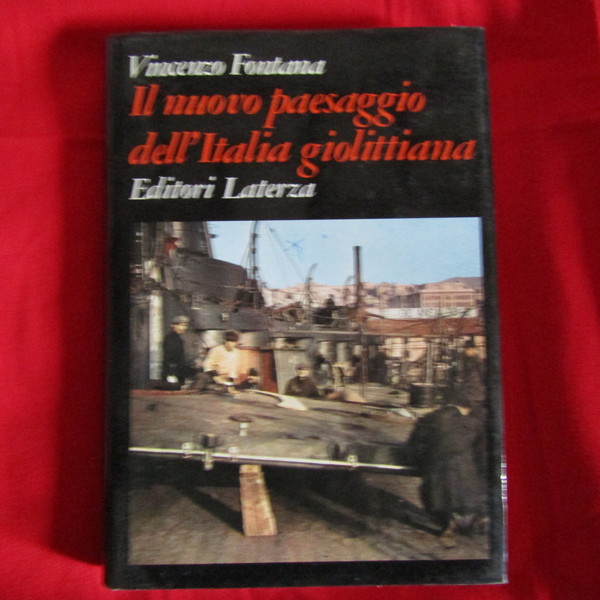 Vincenzo Fontana
Il nuovo paesaggio
dell'Italia giolittiana
Editori Laterza